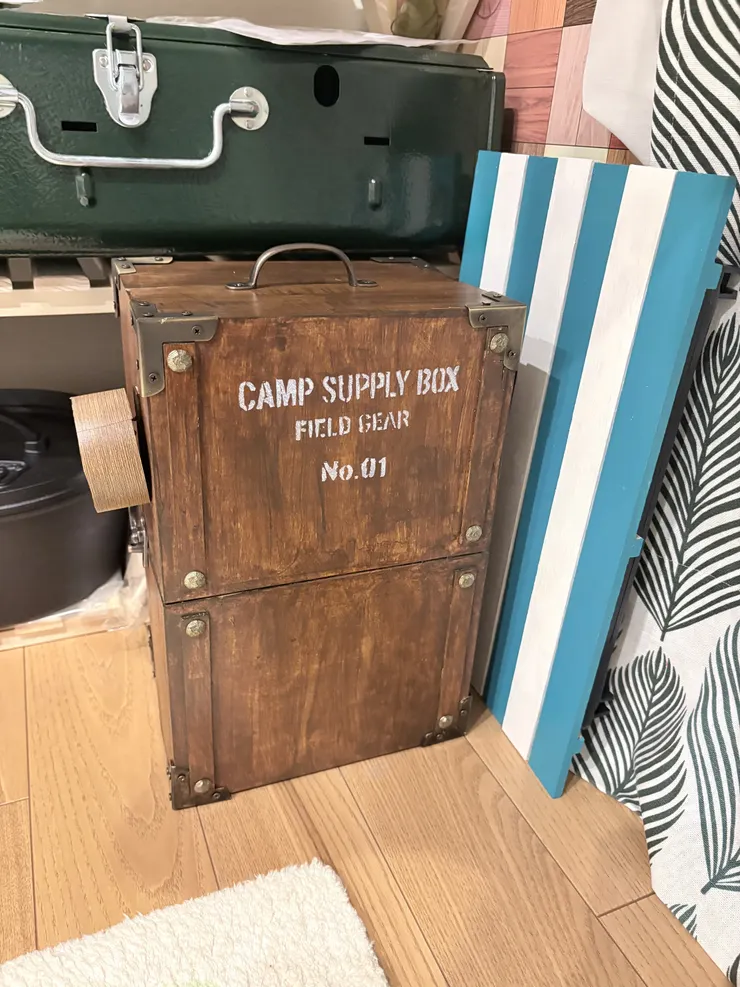 CAMP SUPPLY BOX
FIELD GEAR
No.01